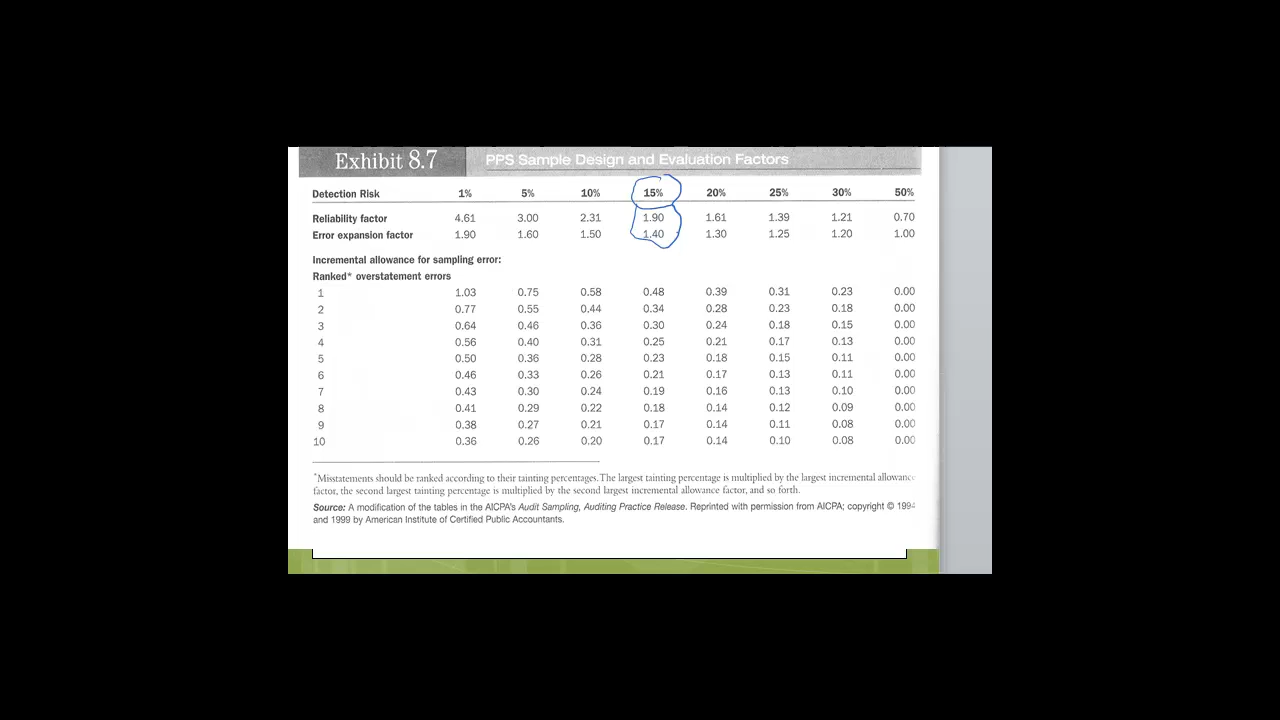 Exhibit 8.7 PPS Sample Design and Evaluation Factors
Detection Risk 1% 5% 10% 15% 20% 25% 30% 50%
Reliability factor 4.61 3.00 2.31 1.90 1.61 1.39 1.21 0.70
Error expansion factor 1.90 1.60 1.50 1.40 1.30 1.25 1.20 1.00
Incremental allowance for sampling error:
Ranked* overstatement errors
1 1.03 0.75 0.58 0.48 0.39 0.31 0.23 0.00
2 0.77 0.55 0.44 0.34 0.28 0.23 0.18 0.00
3 0.64 0.46 0.36 0.30 0.24 0.18 0.15 0.00
4 0.56 0.40 0.31 0.25 0.21 0.17 0.13 0.00
5 0.50 0.36 0.28 0.23 0.18 0.15 0.11 0.00
6 0.46 0.33 0.26 0.21 0.17 0.13 0.11 0.00
7 0.43 0.30 0.24 0.19 0.16 0.13 0.10 0.00
8 0.41 0.29 0.22 0.18 0.14 0.12 0.09 0.00
9 0.38 0.27 0.21 0.17 0.14 0.11 0.08 0.00
10 0.36 0.26 0.20 0.17 0.14 0.10 0.08 0.00
*Misstatements should be ranked according to their tainting percentages. The largest tainting percentage is multiplied by the largest incremental allowance
factor, the second largest tainting percentage is multiplied by the second largest incremental allowance factor, and so forth.
Source: A modification of the tables in the AICPA's Audit Sampling, Auditing Practice Release. Reprinted with permission from AICPA; copyright © 1994
and 1999 by American Institute of Certified Public Accountants.